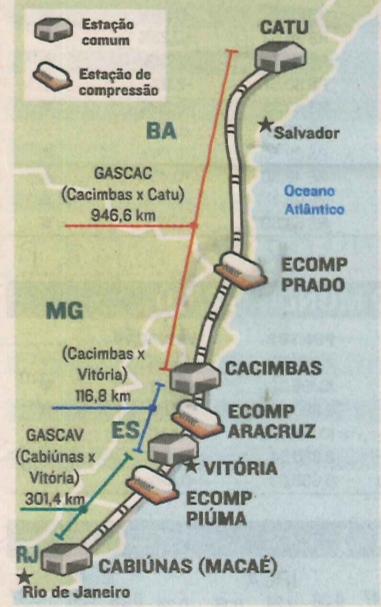 Estação
comum
Estação de
compressão
CATU
BA
Salvador
GASCAC
(Cacimbas x Catu)
946,6 km
Oceano
Atlântico
ECOMP
PRADO
MG
(Cacimbas x
Vitória)
116,8 km
CACIMBAS
ECOMP
ARACRUZ
ES
GASCAV
(Cabiúnas x
Vitória)
301,4 km
VITÓRIA
ECOMP
PIÚMA
RJ
CABIÚNAS (MACAÉ)
Rio de Janeiro